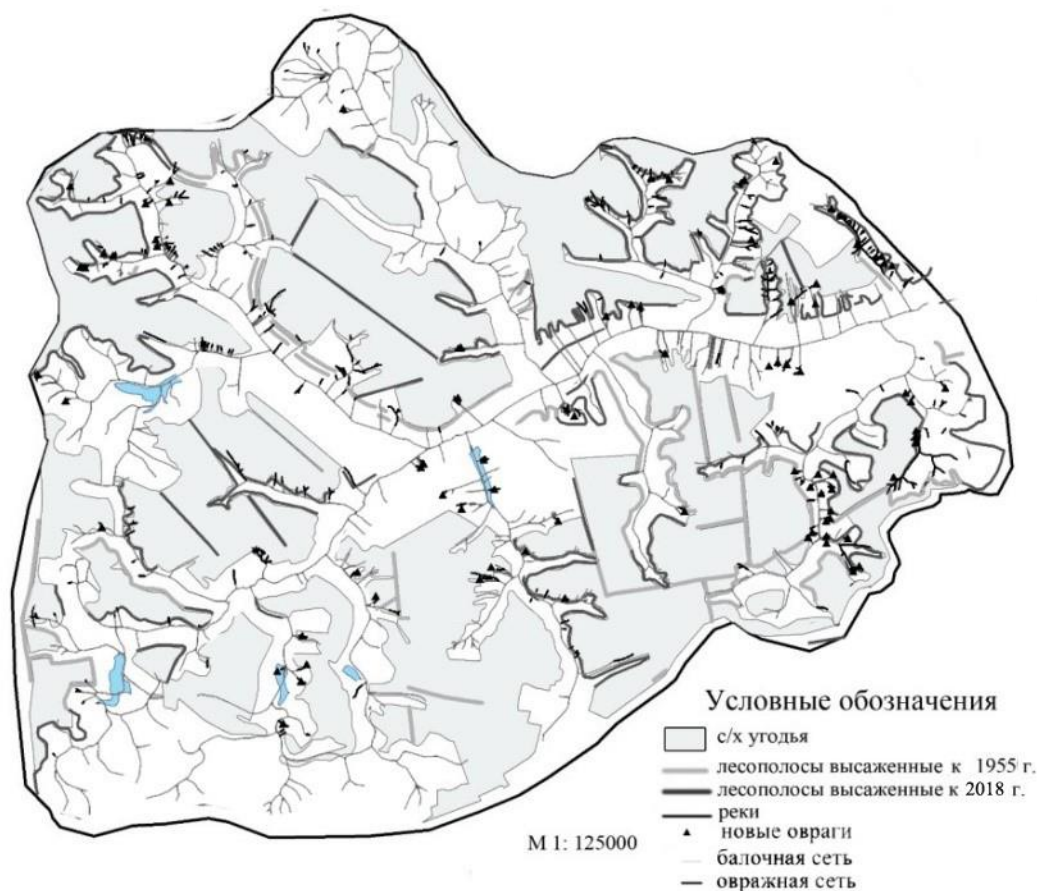 Условные обозначения
с/х угодья
лесополосы высаженные к 1955 г.
лесополосы высаженные к 2018 г.
реки
новые овраги
М 1: 125000
балочная сеть
овражная сеть